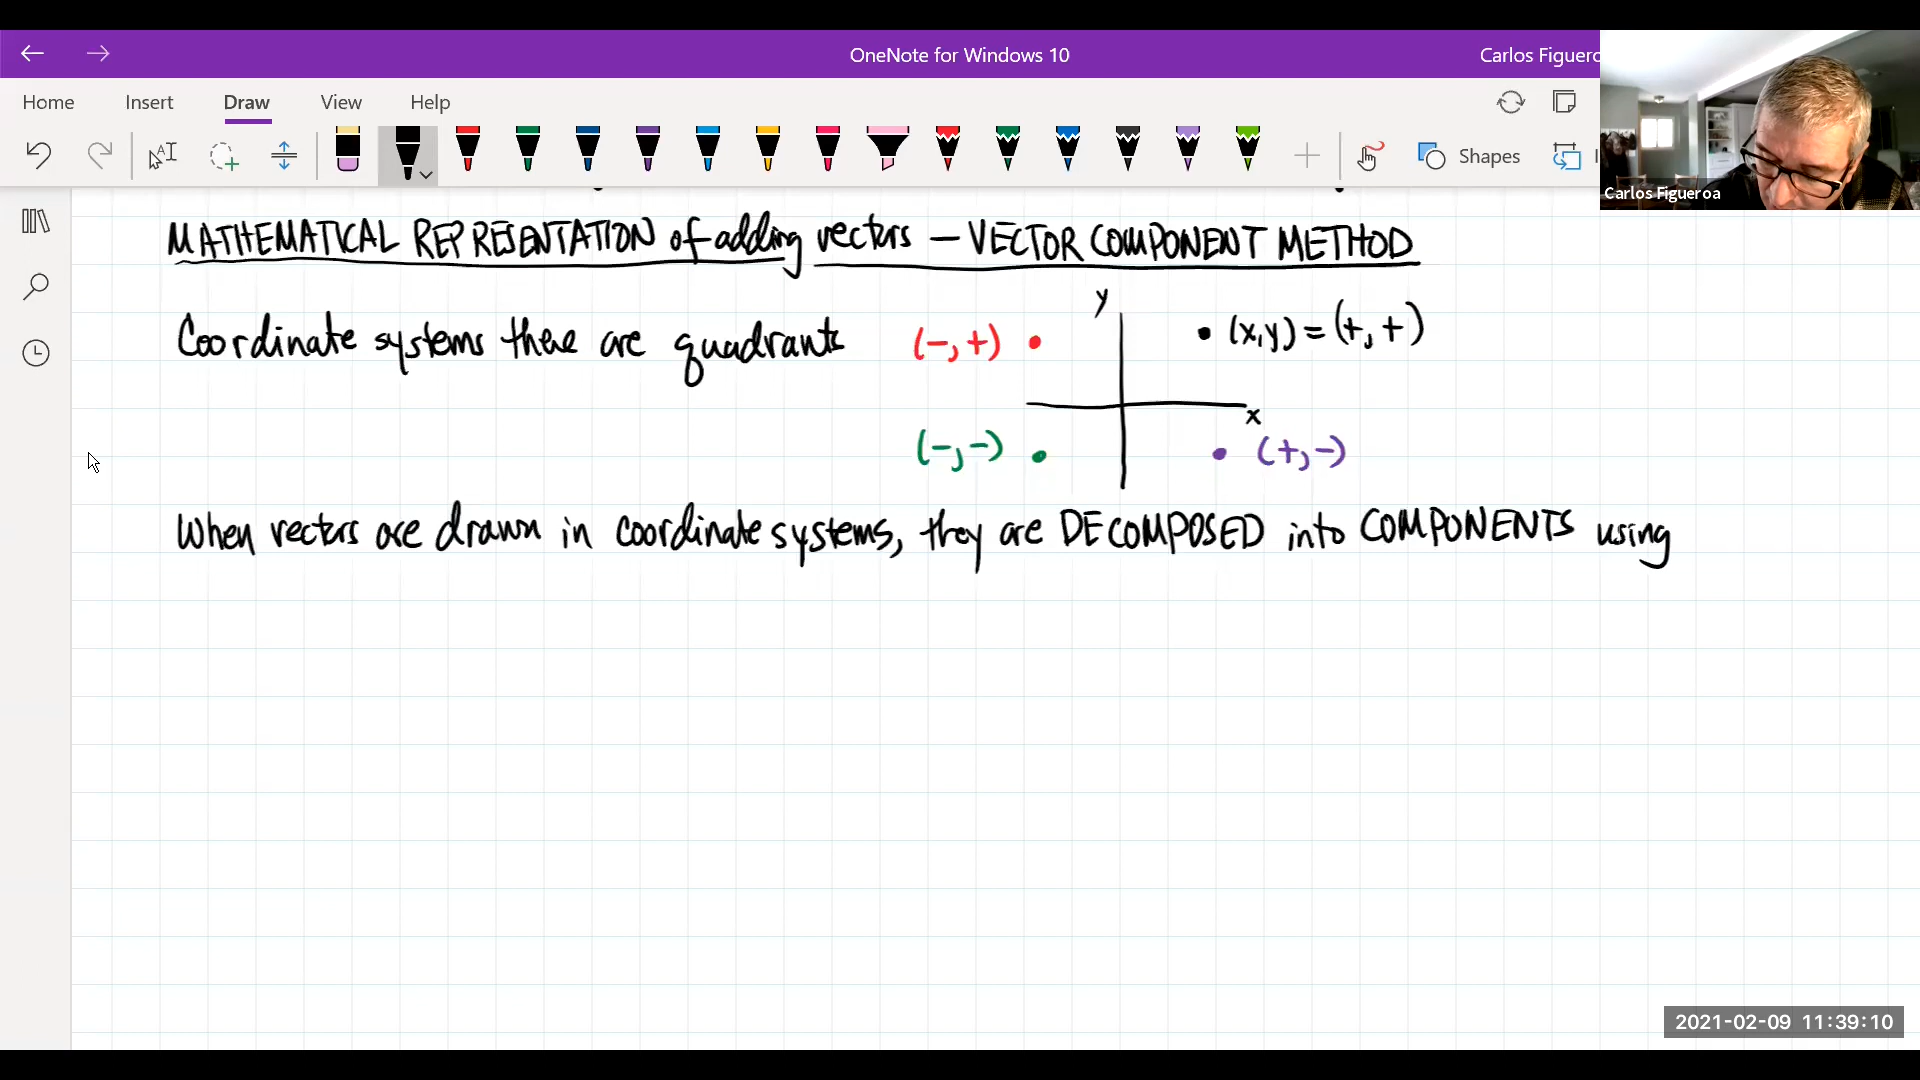 OneNote for Windows 10
Carlos Figuero
Home Insert Draw View Help
Shapes
Carlos Figueroa
MATHEMATICAL REPRESENTATION of adding vectors — VECTOR COMPONENT METHOD
Coordinate systems there are quadrants
(-,+)
y
(x,y) = (+,+)
x
(-,-)
(+,-)
When vectors are drawn in coordinate systems, they are DECOMPOSED into COMPONENTS using
2021-02-09 11:39:10